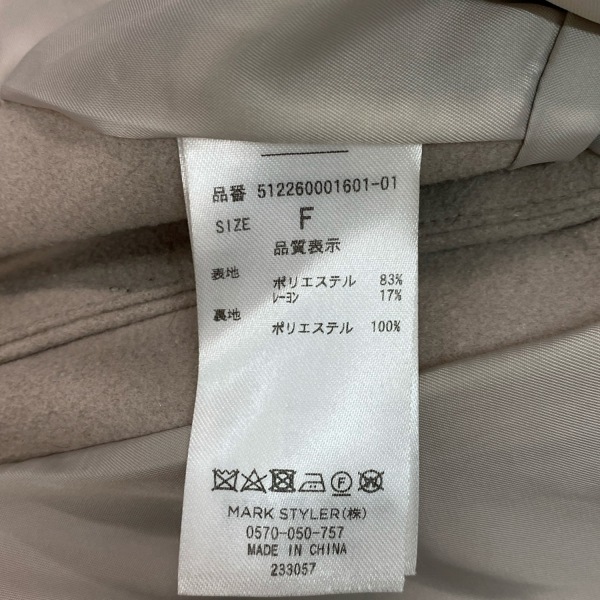 品番 512260001601-01
SIZE F
品質表示
表地 ポリエステル 83%
レーヨン 17%
裏地 ポリエステル 100%
MARK STYLER(株)
0570-050-757
MADE IN CHINA
233057